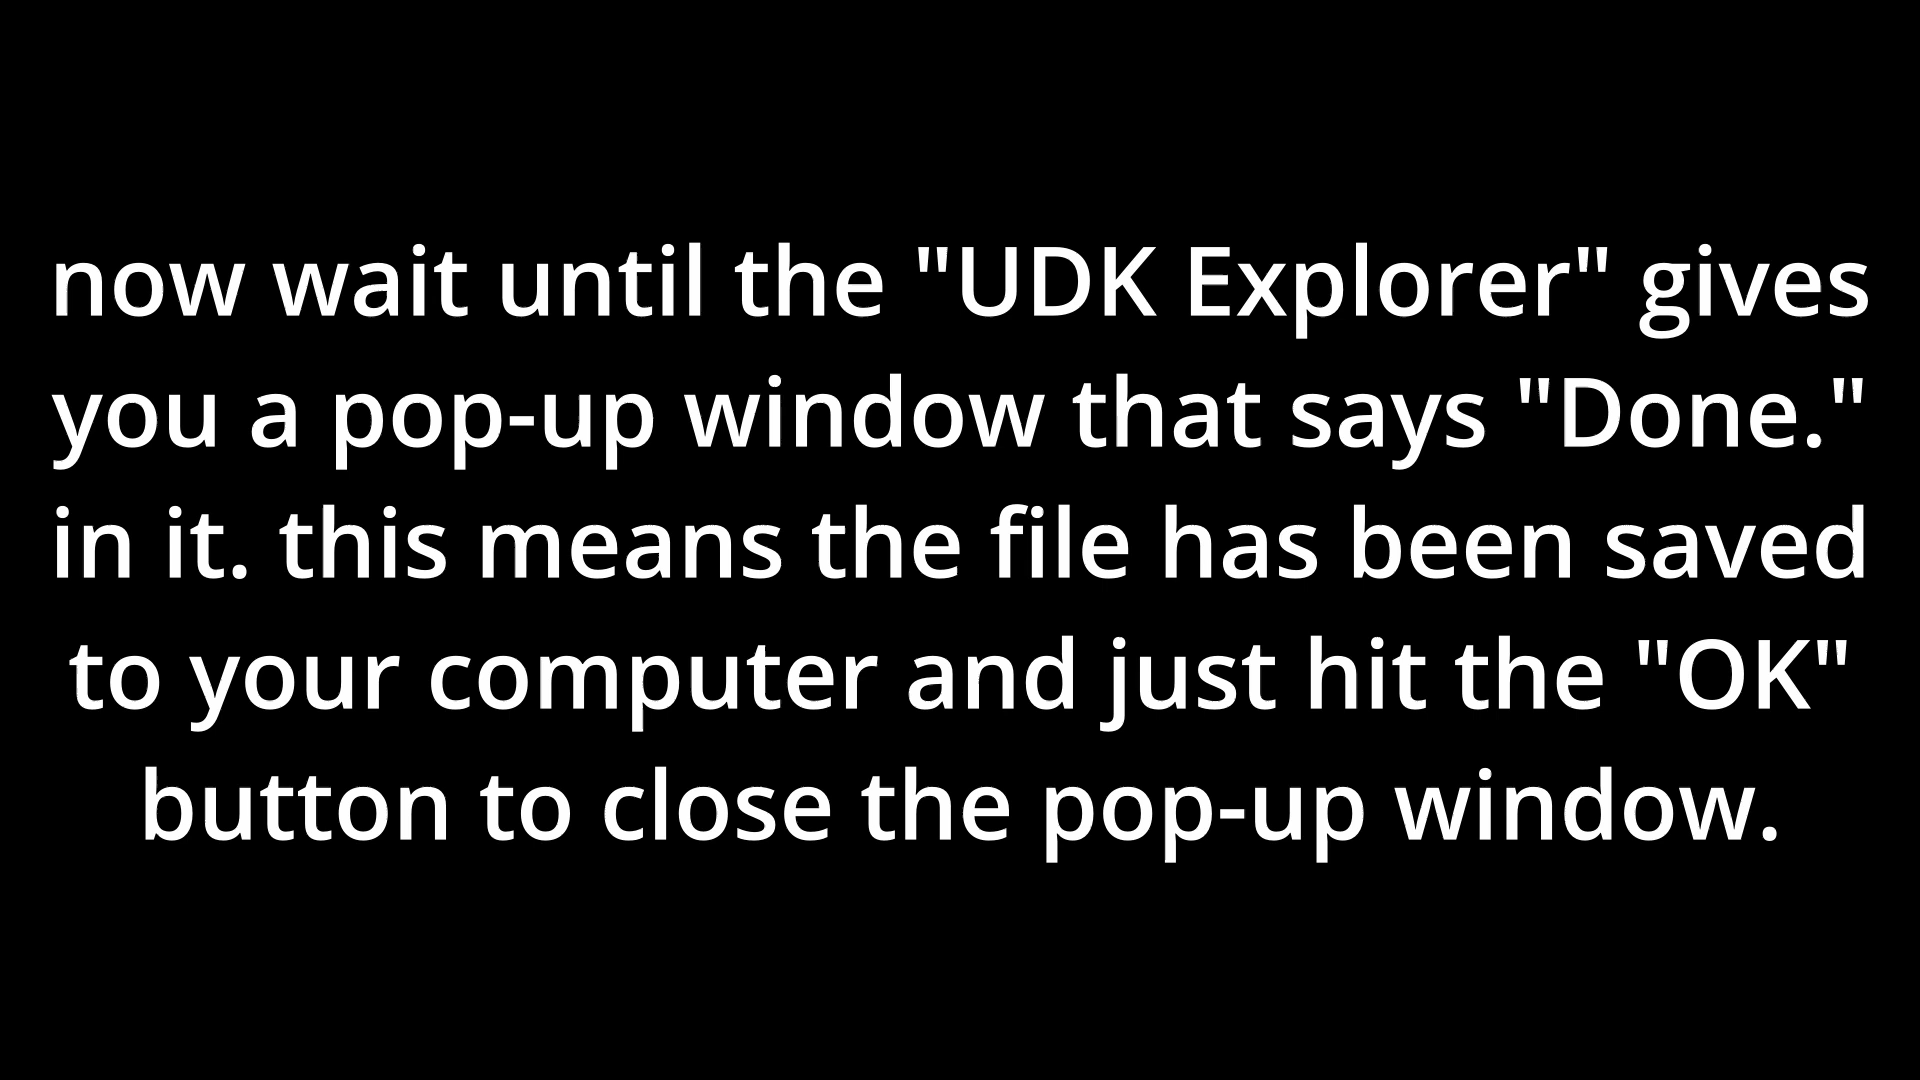 now wait until the "UDK Explorer" gives
you a pop-up window that says "Done."
in it. this means the file has been saved
to your computer and just hit the "OK"
button to close the pop-up window.